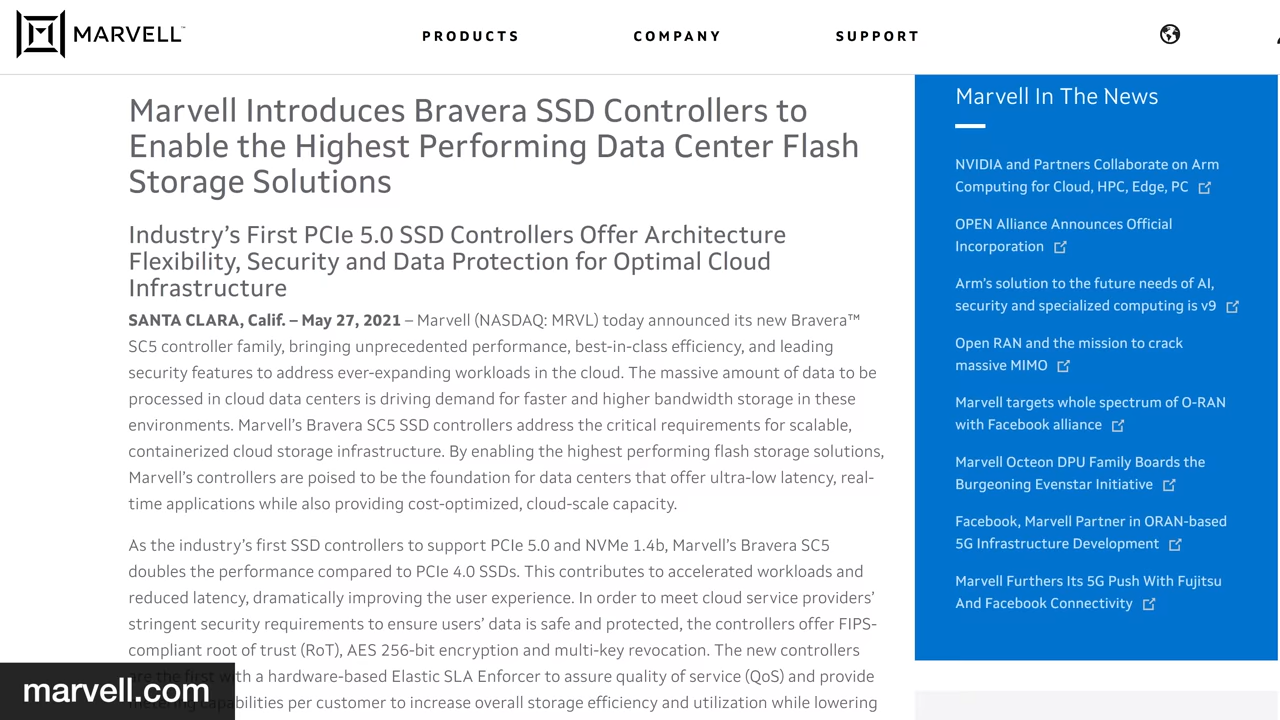 MARVELL™
PRODUCTS
COMPANY
SUPPORT
Marvell Introduces Bravera SSD Controllers to
Enable the Highest Performing Data Center Flash
Storage Solutions
Industry’s First PCIe 5.0 SSD Controllers Offer Architecture
Flexibility, Security and Data Protection for Optimal Cloud
Infrastructure
SANTA CLARA, Calif. – May 27, 2021 – Marvell (NASDAQ: MRVL) today announced its new Bravera™
SC5 controller family, bringing unprecedented performance, best-in-class efficiency, and leading
security features to address ever-expanding workloads in the cloud. The massive amount of data to be
processed in cloud data centers is driving demand for faster and higher bandwidth storage in these
environments. Marvell’s Bravera SC5 SSD controllers address the critical requirements for scalable,
containerized cloud storage infrastructure. By enabling the highest performing flash storage solutions,
Marvell’s controllers are poised to be the foundation for data centers that offer ultra-low latency, real-
time applications while also providing cost-optimized, cloud-scale capacity.
As the industry’s first SSD controllers to support PCIe 5.0 and NVMe 1.4b, Marvell’s Bravera SC5
doubles the performance compared to PCIe 4.0 SSDs. This contributes to accelerated workloads and
reduced latency, dramatically improving the user experience. In order to meet cloud service providers’
stringent security requirements to ensure users’ data is safe and protected, the controllers offer FIPS-
compliant root of trust (RoT), AES 256-bit encryption and multi-key revocation. The new controllers
are the first with a hardware-based Elastic SLA Enforcer to assure quality of service (QoS) and provide
metering capabilities per customer to increase overall storage efficiency and utilization while lowering
Marvell In The News
NVIDIA and Partners Collaborate on Arm
Computing for Cloud, HPC, Edge, PC
OPEN Alliance Announces Official
Incorporation
Arm’s solution to the future needs of AI,
security and specialized computing is v9
Open RAN and the mission to crack
massive MIMO
Marvell targets whole spectrum of O-RAN
with Facebook alliance
Marvell Octeon DPU Family Boards the
Burgeoning Evenstar Initiative
Facebook, Marvell Partner in ORAN-based
5G Infrastructure Development
Marvell Furthers Its 5G Push With Fujitsu
And Facebook Connectivity
marvell.com